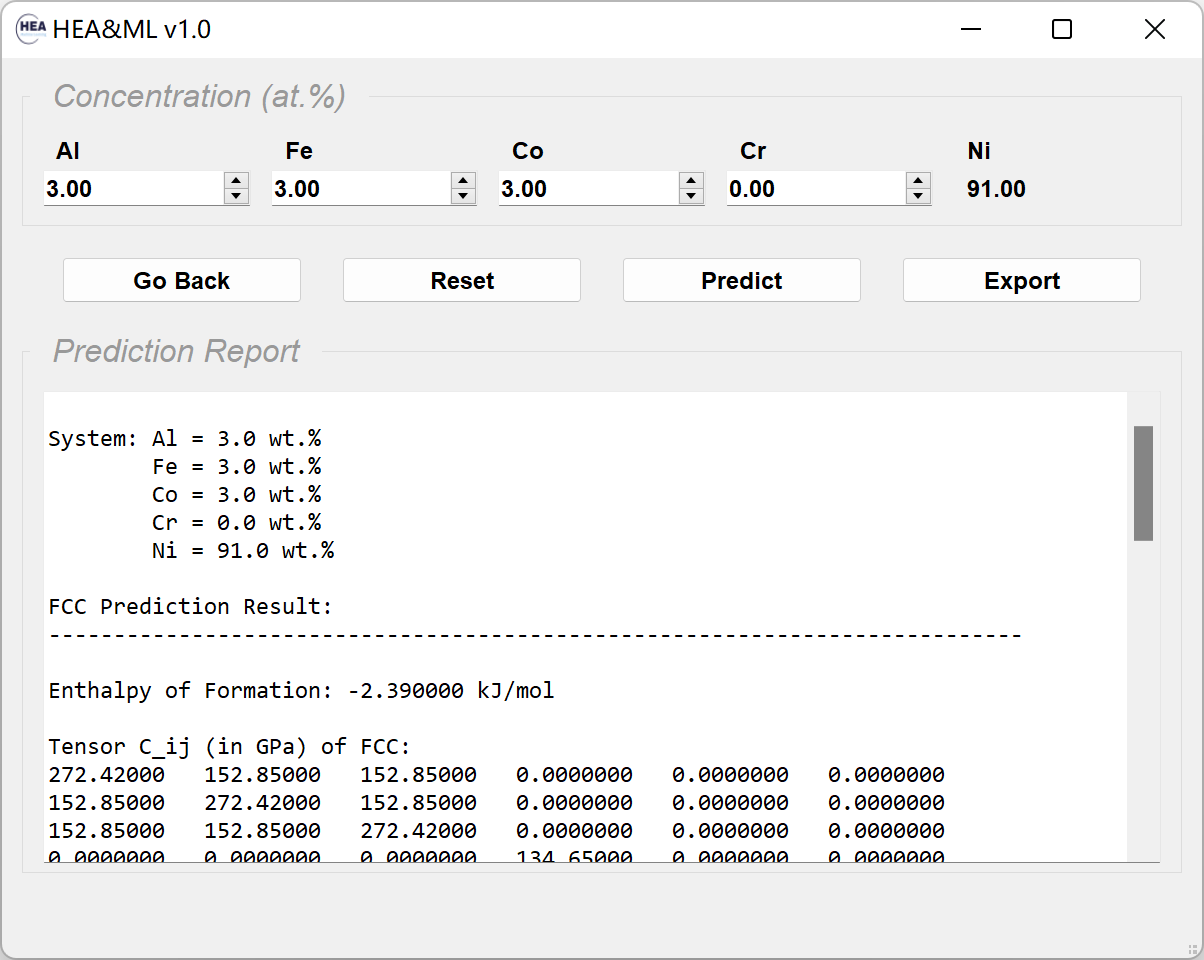 HEA HEA&ML v1.0
Concentration (at.%)
Al Fe Co Cr Ni
3.00 3.00 3.00 0.00 91.00
Go Back Reset Predict Export
Prediction Report
System: Al = 3.0 wt.%
Fe = 3.0 wt.%
Co = 3.0 wt.%
Cr = 0.0 wt.%
Ni = 91.0 wt.%
FCC Prediction Result:
---------------------------------------------------------------------------
Enthalpy of Formation: -2.390000 kJ/mol
Tensor C_ij (in GPa) of FCC:
272.42000 152.85000 152.85000 0.0000000 0.0000000 0.0000000
152.85000 272.42000 152.85000 0.0000000 0.0000000 0.0000000
152.85000 152.85000 272.42000 0.0000000 0.0000000 0.0000000
0.0000000 0.0000000 0.0000000 134.65000 0.0000000 0.0000000